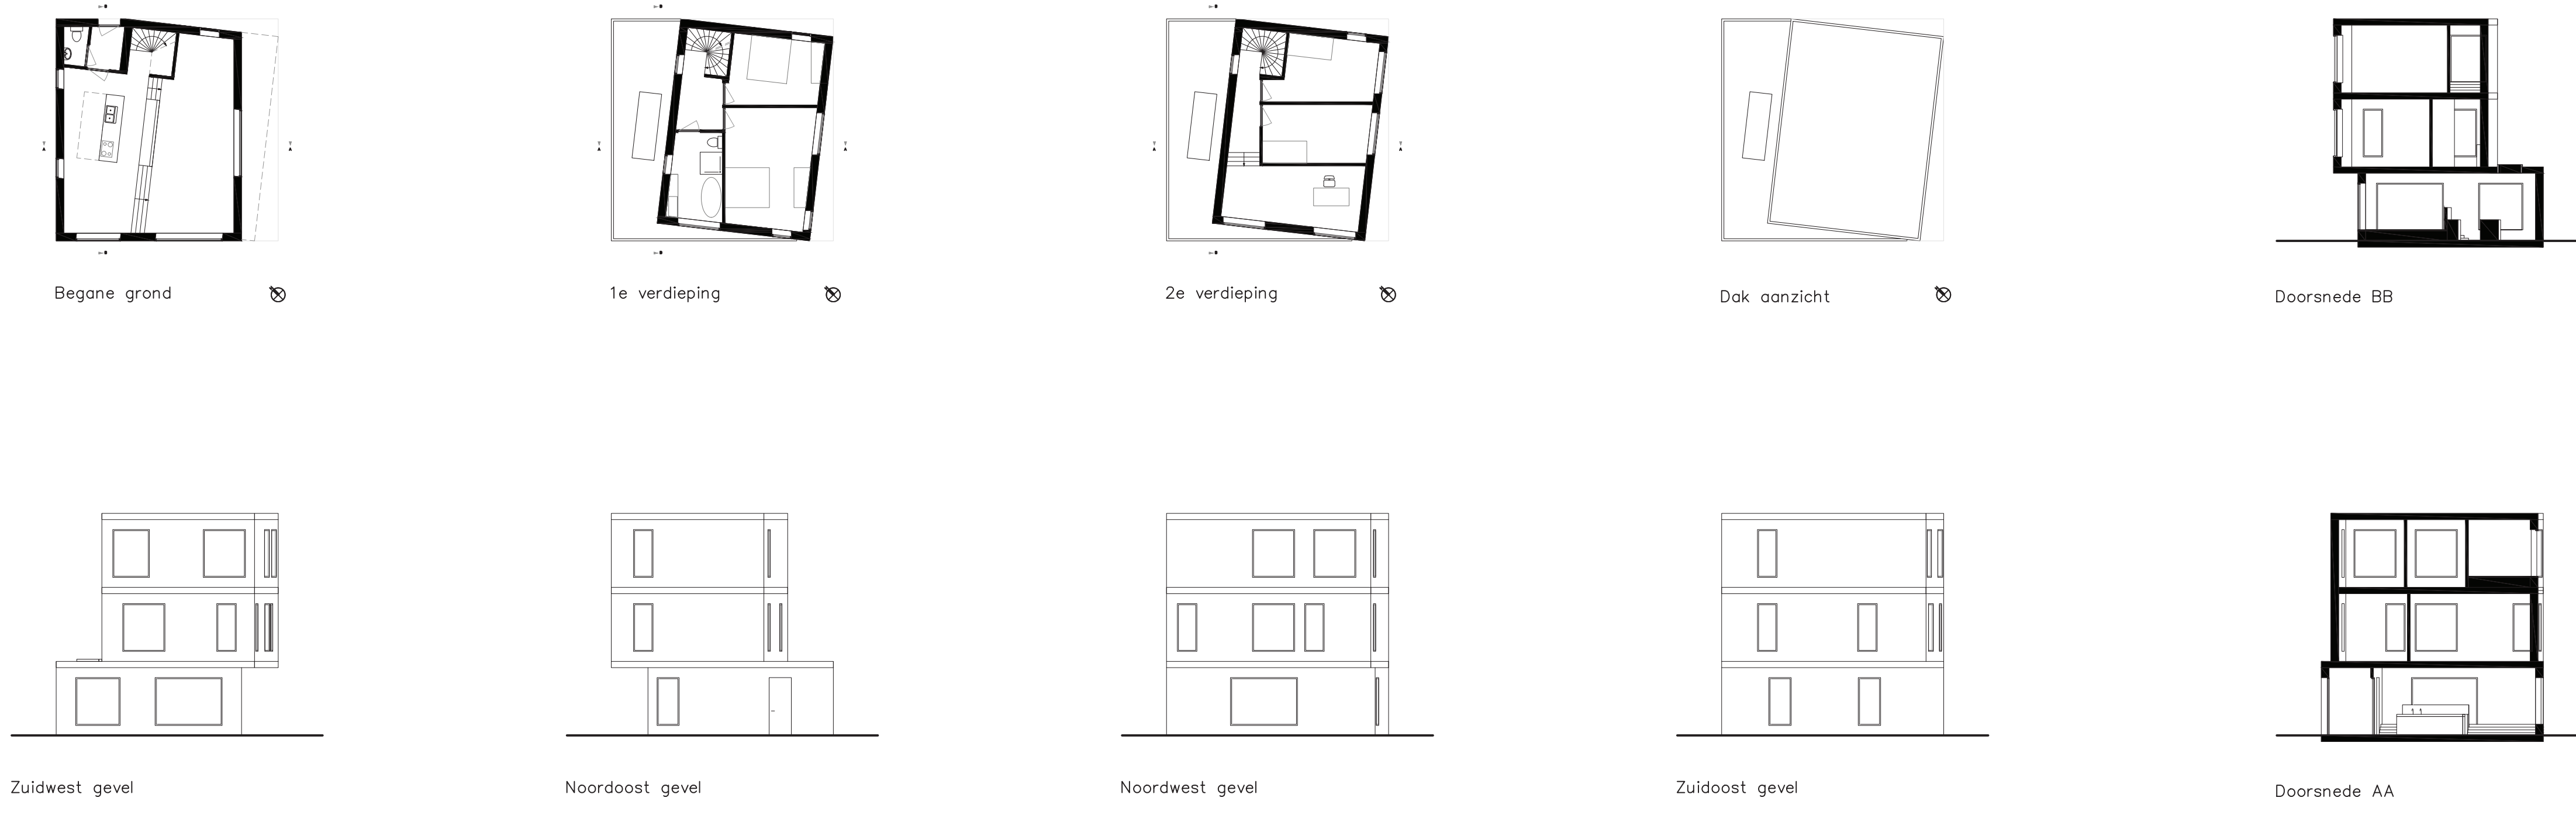 Begane grond
1e verdieping
2e verdieping
Dak aanzicht
Doorsnede BB
Zuidwest gevel
Noordoost gevel
Noordwest gevel
Zuidoost gevel
Doorsnede AA